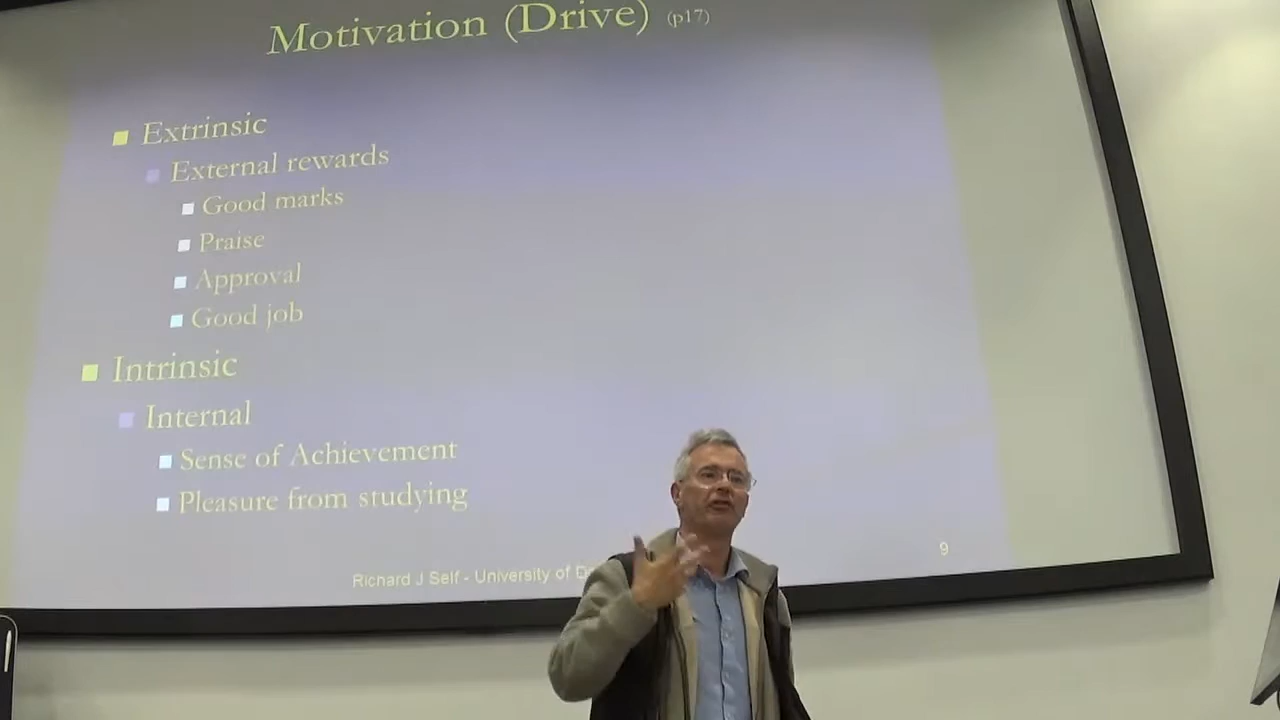 Motivation (Drive) (p17)
Extrinsic
External rewards
Good marks
Praise
Approval
Good job
Intrinsic
Internal
Sense of Achievement
Pleasure from studying
Richard J Self - University of
9